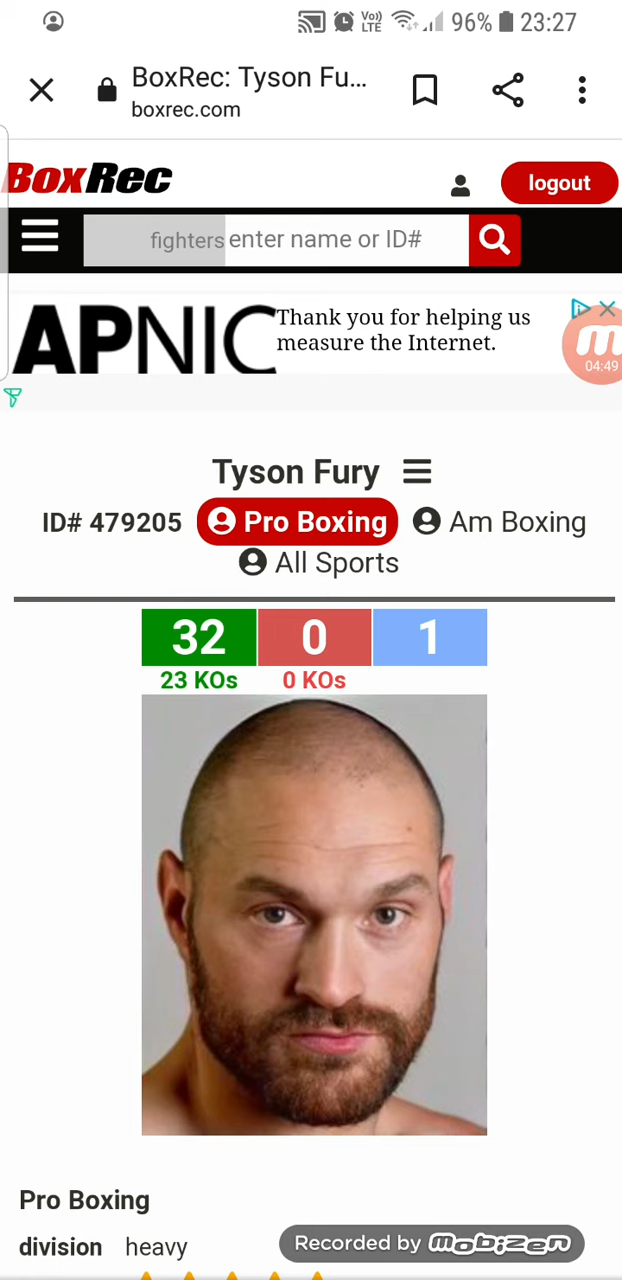 Vo))
LTE
96% 23:27
BoxRec: Tyson Fu...
boxrec.com
BoxRec
logout
fighters enter name or ID#
APNIC
Thank you for helping us
measure the Internet.
m
04:49
Tyson Fury
ID# 479205 Pro Boxing Am Boxing
All Sports
32 0 1
23 KOs 0 KOs
Pro Boxing
division heavy
Recorded by mobizen